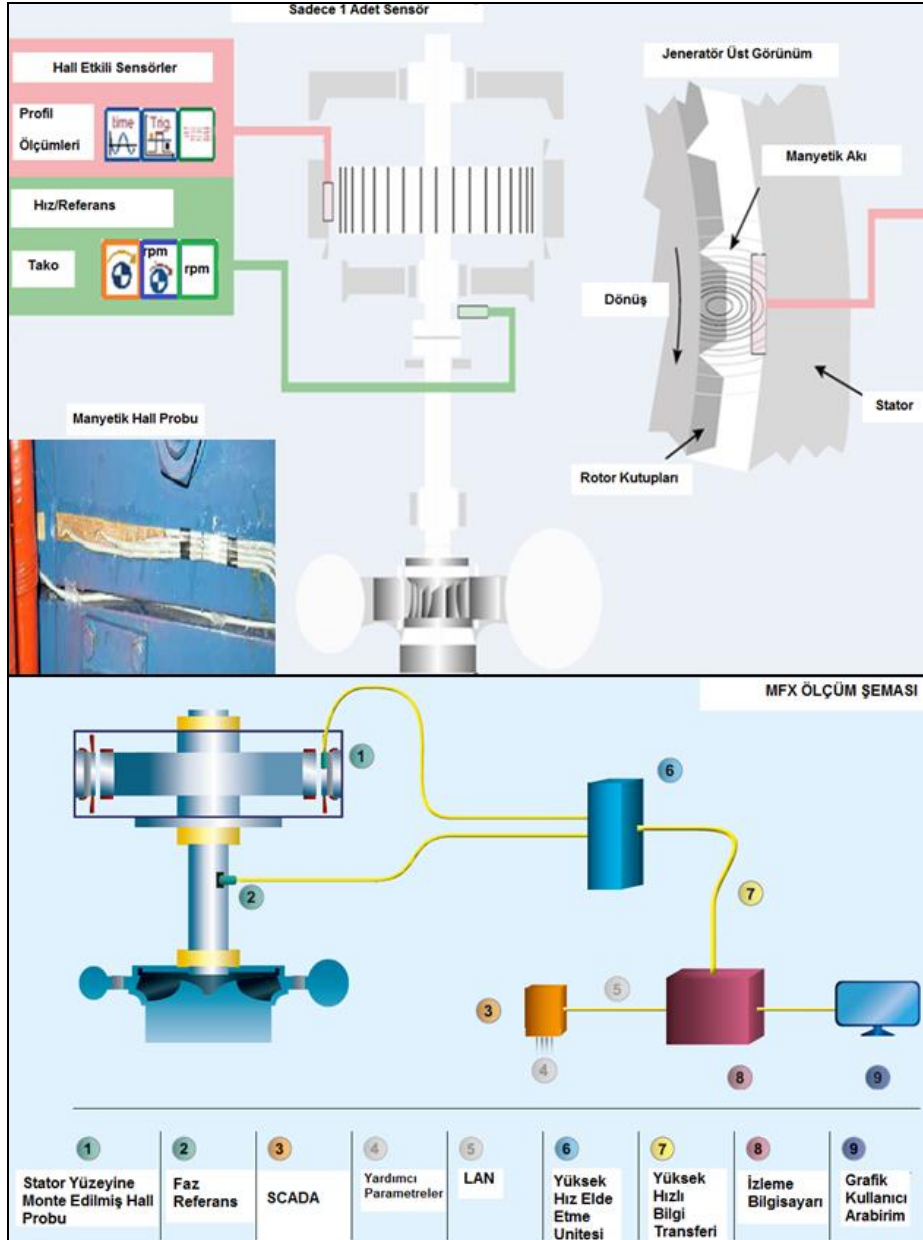 Sadece 1 Adet Sensör
Hall Etkili Sensörler
Profil
Ölçümleri
time
Trig.
Hız/Referans
Tako
rpm
rpm
Jeneratör Üst Görünüm
Manyetik Akı
Dönüş
Stator
Rotor Kutupları
Manyetik Hall Probu
MFX ÖLÇÜM ŞEMASI
1
2
3
4
5
6
7
8
9
1
Stator Yüzeyine
Monte Edilmiş Hall
Probu
2
Faz
Referans
3
SCADA
4
Yardımcı
Parametreler
5
LAN
6
Yüksek
Hız Elde
Etme
Unitesi
7
Yüksek
Hızlı
Bilgi
Transferi
8
İzleme
Bilgisayarı
9
Grafik
Kullanıcı
Arabirim